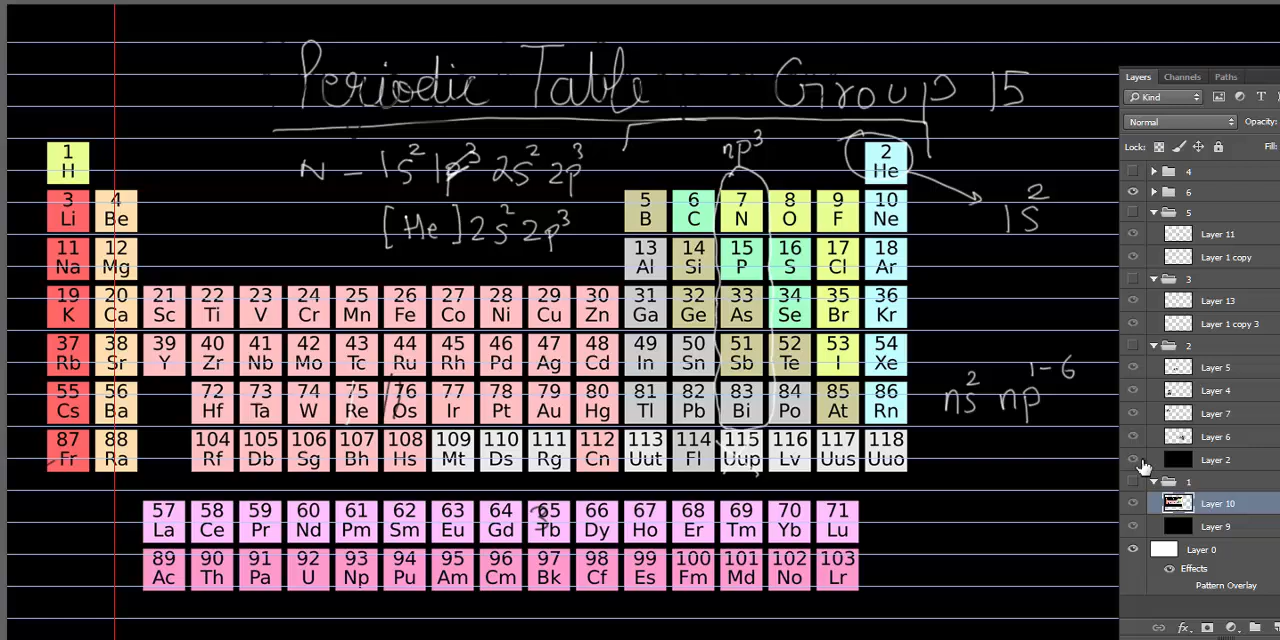 Periodic Table - Group 15
np³
N - 1s² 1p³ 2s² 2p³
[He] 2s² 2p³
1s²
ns² np¹⁻⁶
1 2
H He
3 4 5 6 7 8 9 10
Li Be B C N O F Ne
11 12 13 14 15 16 17 18
Na Mg Al Si P S Cl Ar
19 20 21 22 23 24 25 26 27 28 29 30 31 32 33 34 35 36
K Ca Sc Ti V Cr Mn Fe Co Ni Cu Zn Ga Ge As Se Br Kr
37 38 39 40 41 42 43 44 45 46 47 48 49 50 51 52 53 54
Rb Sr Y Zr Nb Mo Tc Ru Rh Pd Ag Cd In Sn Sb Te I Xe
55 56 72 73 74 75 76 77 78 79 80 81 82 83 84 85 86
Cs Ba Hf Ta W Re Os Ir Pt Au Hg Tl Pb Bi Po At Rn
87 88 104 105 106 107 108 109 110 111 112 113 114 115 116 117 118
Fr Ra Rf Db Sg Bh Hs Mt Ds Rg Cn Uut Fl Uup Lv Uus Uuo
57 58 59 60 61 62 63 64 65 66 67 68 69 70 71
La Ce Pr Nd Pm Sm Eu Gd Tb Dy Ho Er Tm Yb Lu
89 90 91 92 93 94 95 96 97 98 99 100 101 102 103
Ac Th Pa U Np Pu Am Cm Bk Cf Es Fm Md No Lr
Layers Channels Paths
Kind T
Normal Opacity:
Lock: Fill:
4
6
5
Layer 11
Layer 1 copy
3
Layer 13
Layer 1 copy 3
2
Layer 5
Layer 4
Layer 7
Layer 6
Layer 2
1
Layer 10
Layer 9
Layer 0
Effects
Pattern Overlay
fx